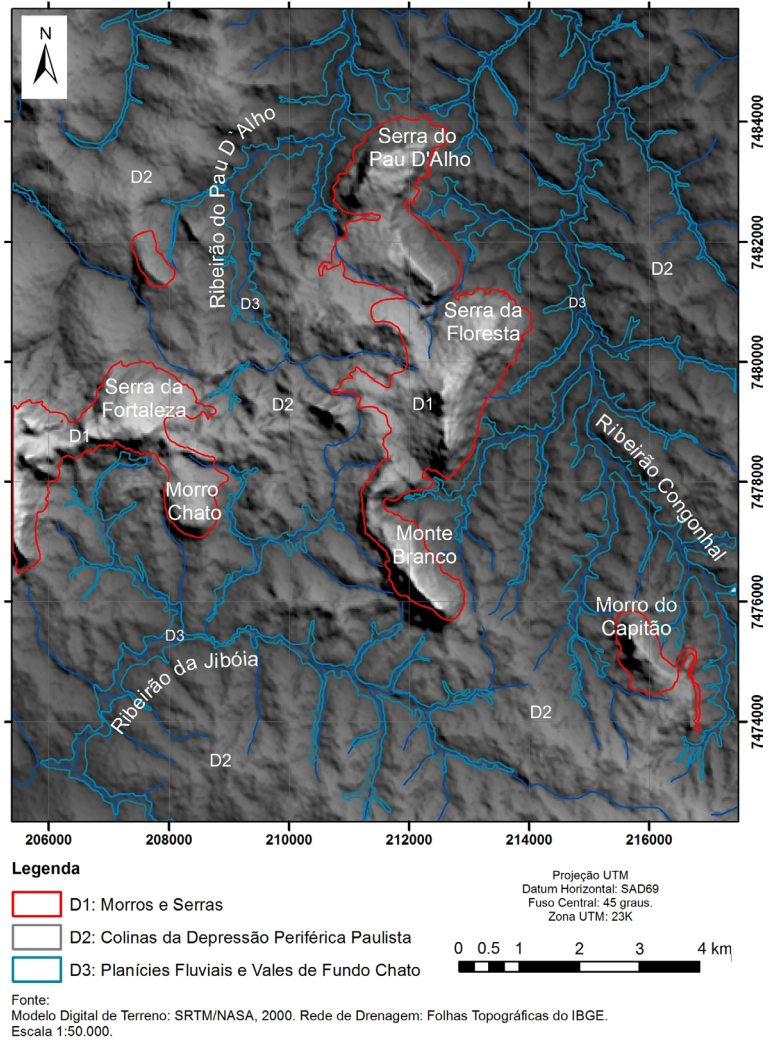 N
Serra do
Pau D'Alho
Ribeirão do Pau D`Alho
D2
D2
D3
D3
Serra da
Floresta
Serra da
Fortaleza
D2
D1
D1
Morro
Chato
Ribeirão Congonhal
Monte
Branco
Morro do
Capitão
D3
Ribeirão da Jibóia
D2
D2
7484000
7482000
7480000
7478000
7476000
7474000
206000 208000 210000 212000 214000 216000
Legenda
D1: Morros e Serras
D2: Colinas da Depressão Periférica Paulista
D3: Planícies Fluviais e Vales de Fundo Chato
Projeção UTM
Datum Horizontal: SAD69
Fuso Central: 45 graus.
Zona UTM: 23K
0 0.5 1 2 3 4 km
Fonte:
Modelo Digital de Terreno: SRTM/NASA, 2000. Rede de Drenagem: Folhas Topográficas do IBGE.
Escala 1:50.000.